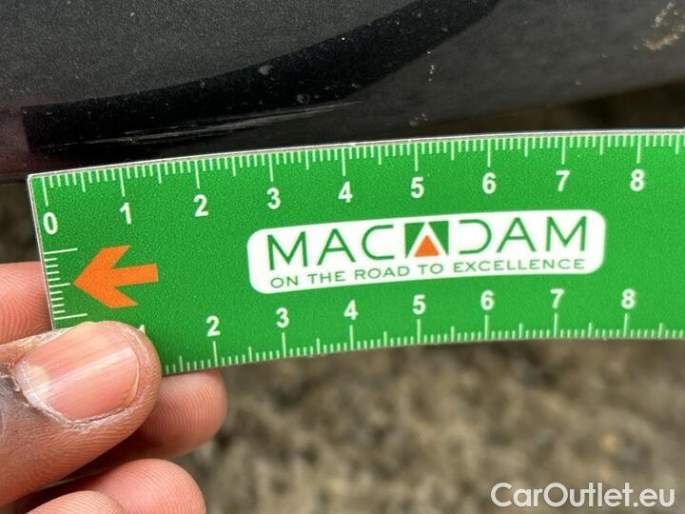 0 1 2 3 4 5 6 7 8
MACADAM
ON THE ROAD TO EXCELLENCE
2 3 4 5 6 7 8
CarOutlet.eu